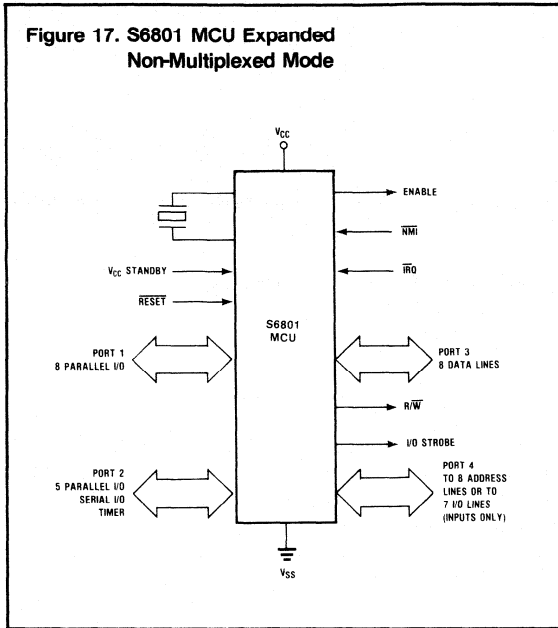 Figure 17. S6801 MCU Expanded
Non-Multiplexed Mode
VCC
ENABLE
NMI
VCC STANDBY
IRQ
RESET
S6801
MCU
PORT 1
8 PARALLEL I/O
PORT 3
8 DATA LINES
R/W
I/O STROBE
PORT 2
5 PARALLEL I/O
SERIAL I/O
TIMER
PORT 4
TO 8 ADDRESS
LINES OR TO
7 I/O LINES
(INPUTS ONLY)
VSS